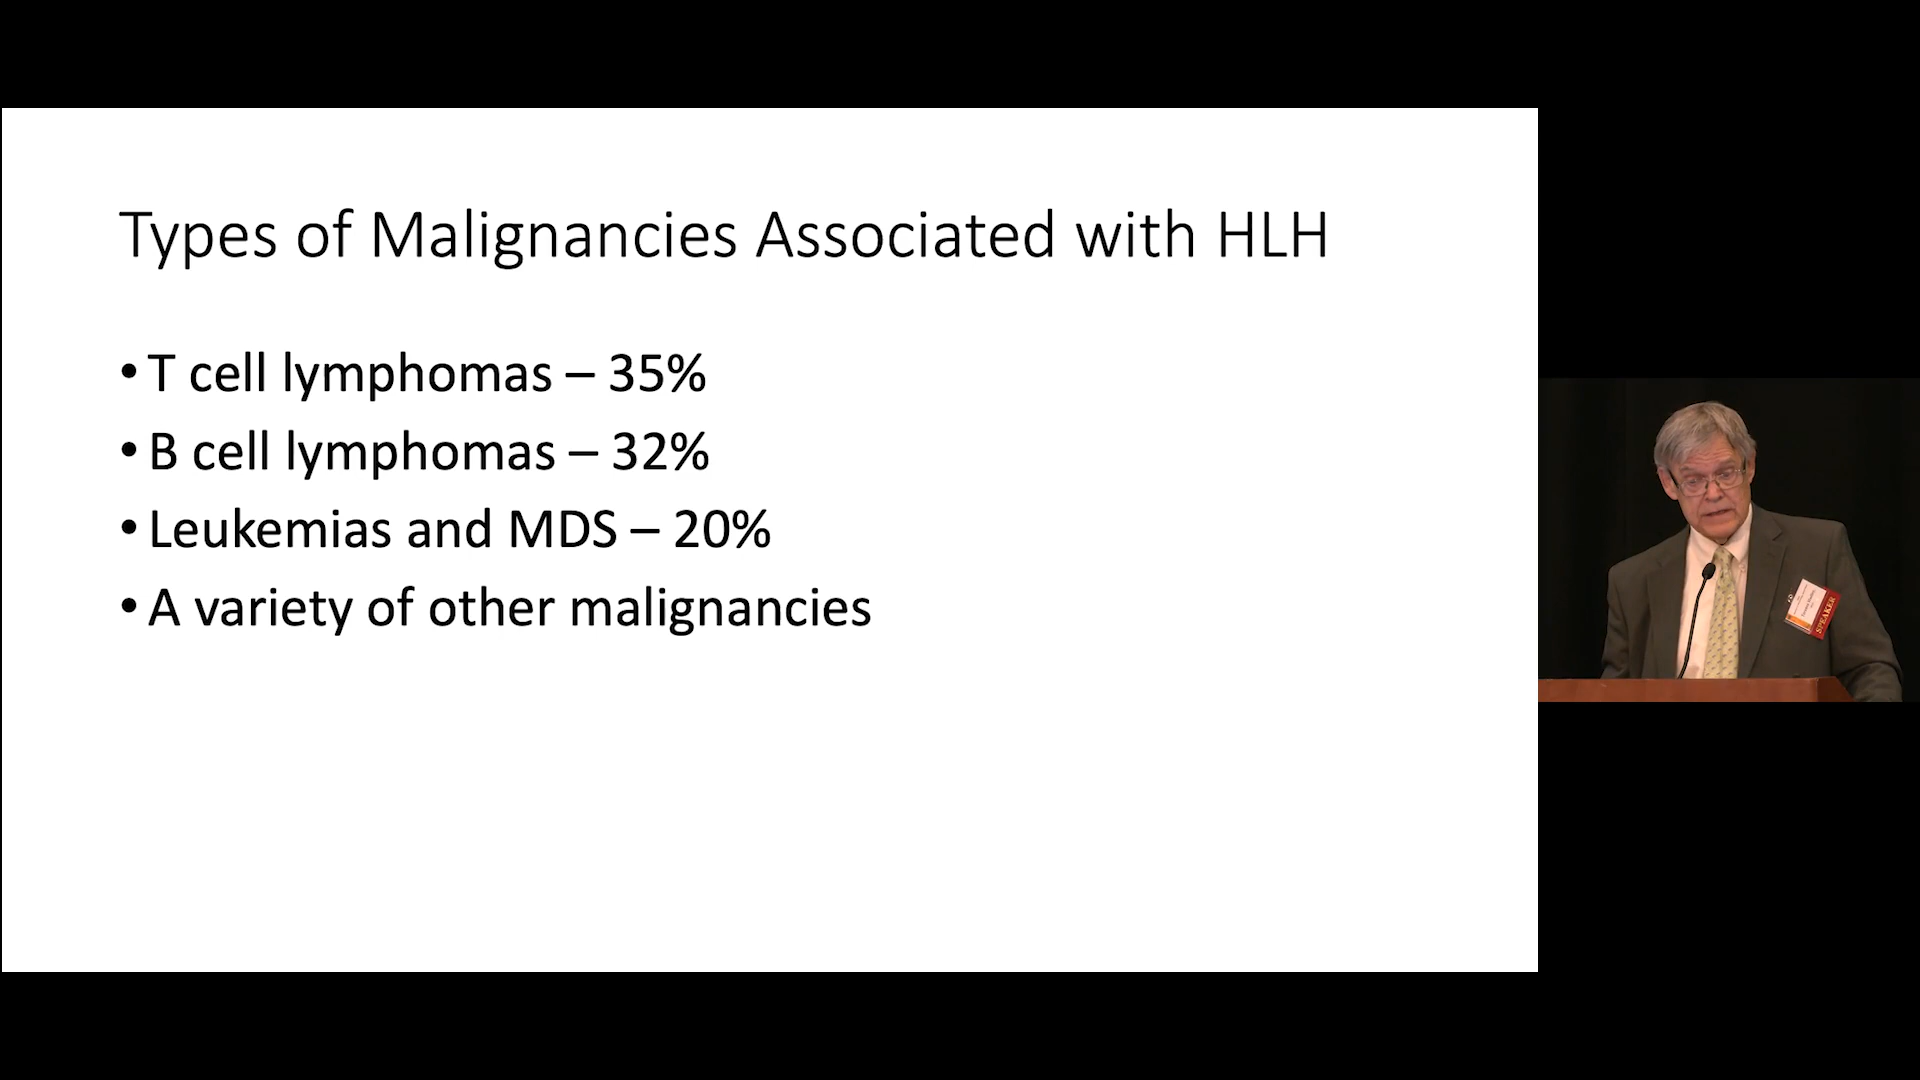 Types of Malignancies Associated with HLH
• T cell lymphomas – 35%
• B cell lymphomas – 32%
• Leukemias and MDS – 20%
• A variety of other malignancies
SPEAKER